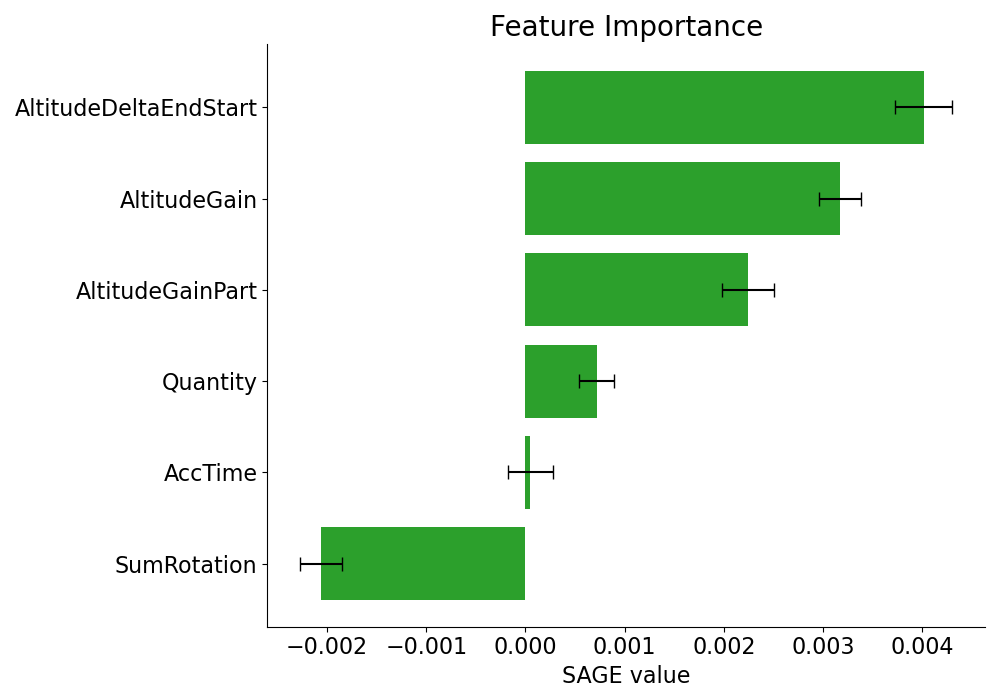 Feature Importance
AltitudeDeltaEndStart
AltitudeGain
AltitudeGainPart
Quantity
AccTime
SumRotation
−0.002 −0.001 0.000 0.001 0.002 0.003 0.004
SAGE value